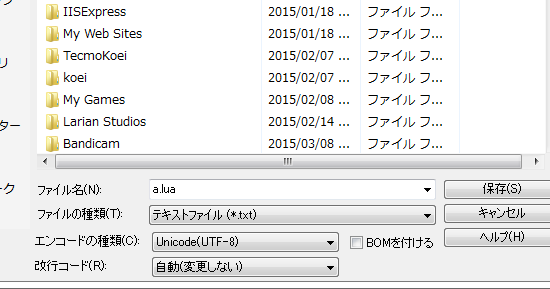 IISExpress 2015/01/18 ... ファイル フ...
My Web Sites 2015/01/18 ... ファイル フ...
TecmoKoei 2015/02/07 ... ファイル フ...
リ koei 2015/02/07 ... ファイル フ...
My Games 2015/02/08 ... ファイル フ...
ター Larian Studios 2015/02/14 ... ファイル フ...
Bandicam 2015/03/08 ... ファイル フ...
ーク ファイル名(N): a.lua 保存(S)
ファイルの種類(T): テキストファイル (*.txt) キャンセル
エンコードの種類(C): Unicode(UTF-8) BOMを付ける ヘルプ(H)
改行コード(R): 自動(変更しない)